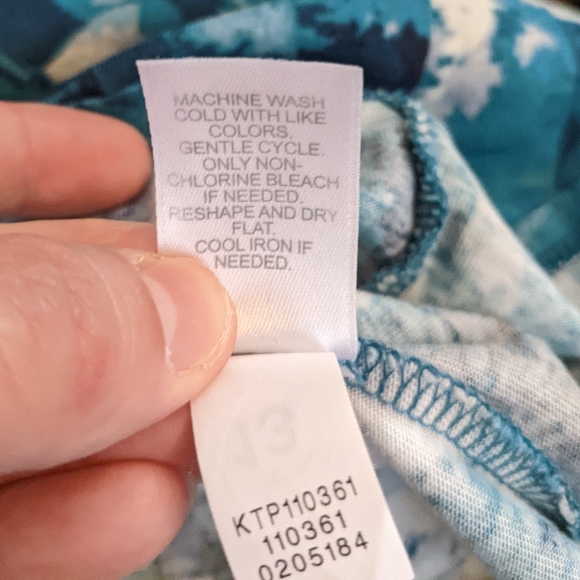 MACHINE WASH
COLD WITH LIKE
COLORS.
GENTLE CYCLE.
ONLY NON-
CHLORINE BLEACH
IF NEEDED.
RESHAPE AND DRY
FLAT.
COOL IRON IF
NEEDED.
13
KTP110361
110361
0205184